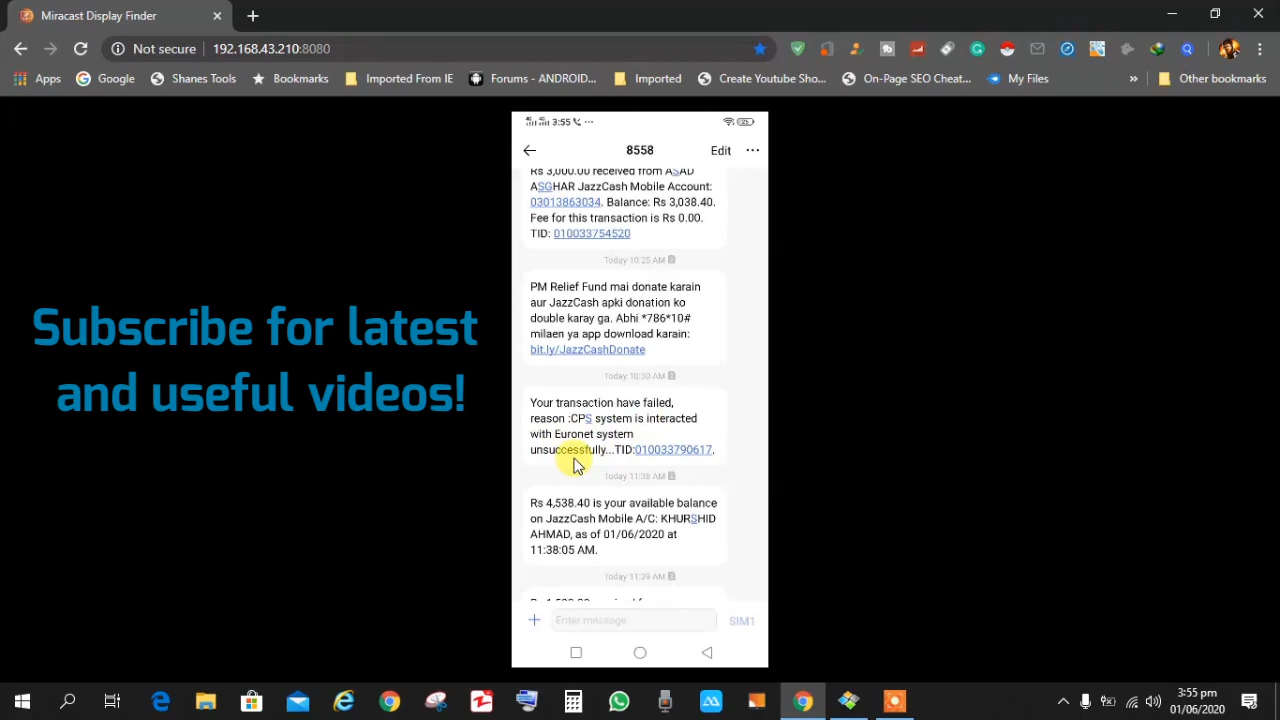 Miracast Display Finder
Not secure
192.168.43.210:8080
Apps
Google
Shanes Tools
Bookmarks
Imported From IE
Forums - ANDROID...
Imported
Create Youtube Sho...
On-Page SEO Cheat...
My Files
»
Other bookmarks
3:55
8558
Edit
Rs 3,000.00 received from ASAD
ASGHAR JazzCash Mobile Account:
03013863034. Balance: Rs 3,038.40.
Fee for this transaction is Rs 0.00.
TID: 010033754520
Today 10:25 AM
PM Relief Fund mai donate karain
aur JazzCash apki donation ko
double karay ga. Abhi *786*10#
milaen ya app download karain:
bit.ly/JazzCashDonate
Today 10:30 AM
Your transaction have failed,
reason :CPS system is interacted
with Euronet system
unsuccessfully...TID:010033790617.
Today 11:38 AM
Rs 4,538.40 is your available balance
on JazzCash Mobile A/C: KHURSHID
AHMAD, as of 01/06/2020 at
11:38:05 AM.
Today 11:39 AM
Enter message
SIM1
Subscribe for latest
and useful videos!
3:55 pm
01/06/2020